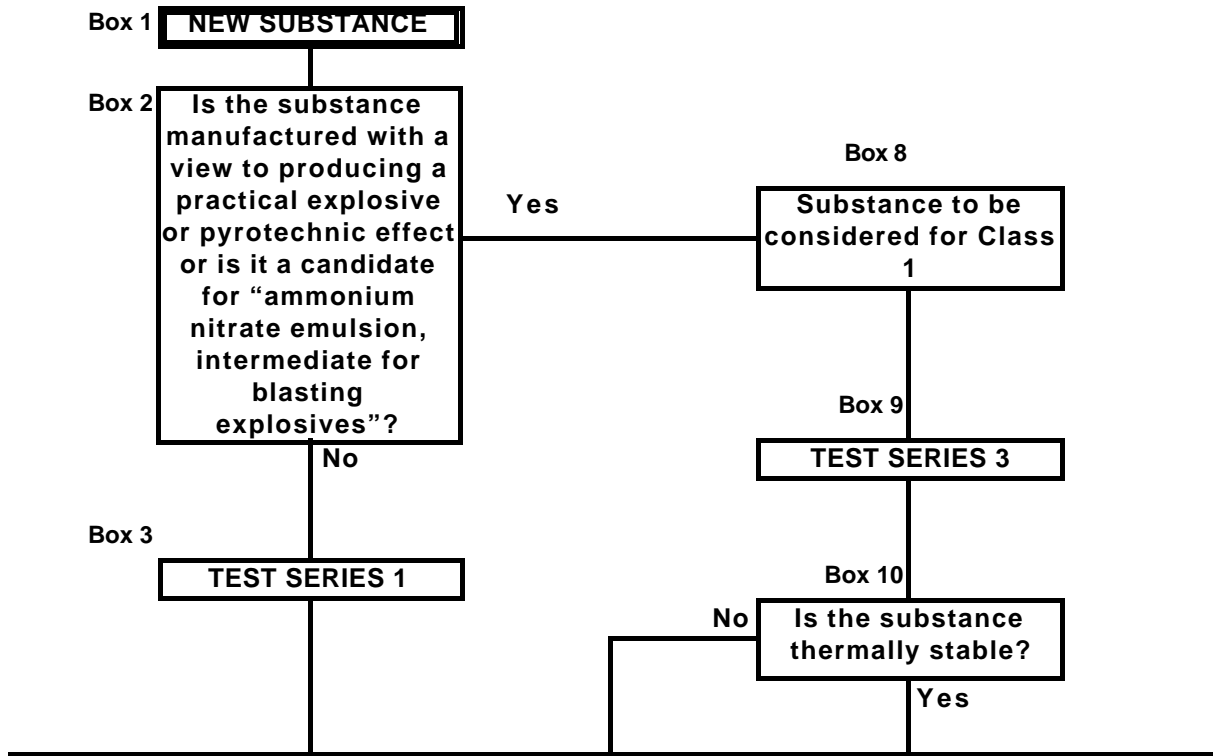 Box 1
NEW SUBSTANCE
Box 2
Is the substance
manufactured with a
view to producing a
practical explosive
or pyrotechnic effect
or is it a candidate
for “ammonium
nitrate emulsion,
intermediate for
blasting
explosives”?
Yes
Box 8
Substance to be
considered for Class
1
No
Box 9
TEST SERIES 3
Box 3
TEST SERIES 1
Box 10
No
Is the substance
thermally stable?
Yes